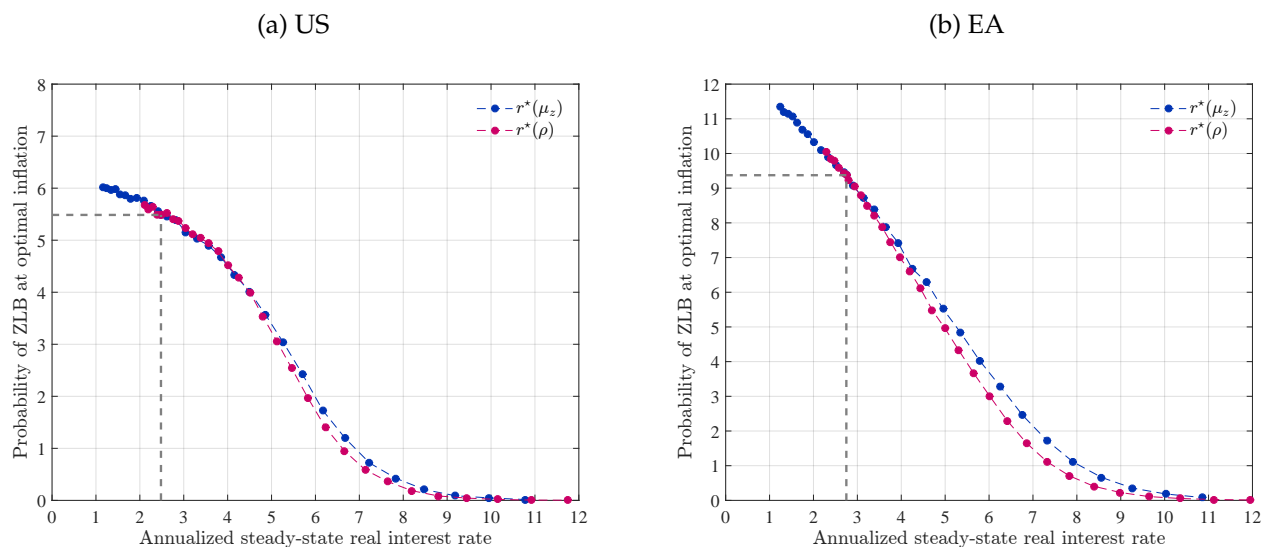 (a) US
(b) EA
Probability of ZLB at optimal inflation
8
7
6
5
4
3
2
1
0
r⋆(μz)
r⋆(ρ)
0 1 2 3 4 5 6 7 8 9 10 11 12
Annualized steady-state real interest rate
Probability of ZLB at optimal inflation
12
11
10
9
8
7
6
5
4
3
2
1
0
r⋆(μz)
r⋆(ρ)
0 1 2 3 4 5 6 7 8 9 10 11 12
Annualized steady-state real interest rate